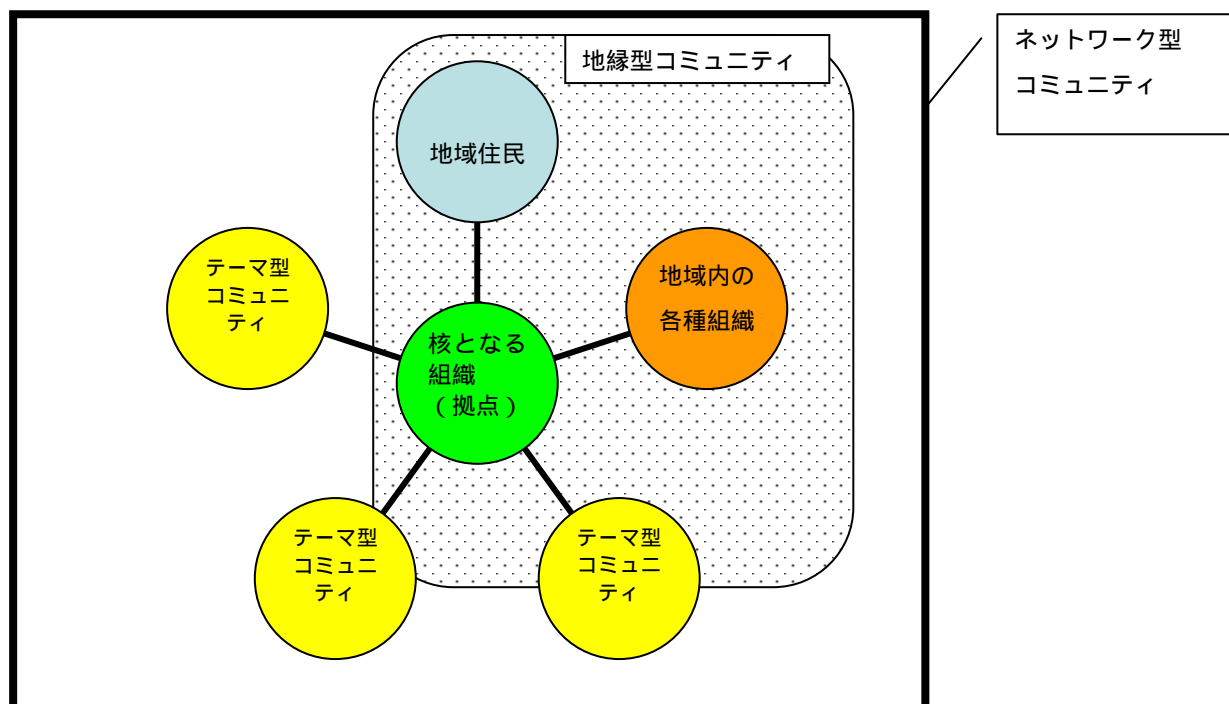 ネットワーク型
コミュニティ
地縁型コミュニティ
地域住民
テーマ型
コミュニ
ティ
地域内の
各種組織
核となる
組織
（拠点）
テーマ型
コミュニ
ティ
テーマ型
コミュニ
ティ